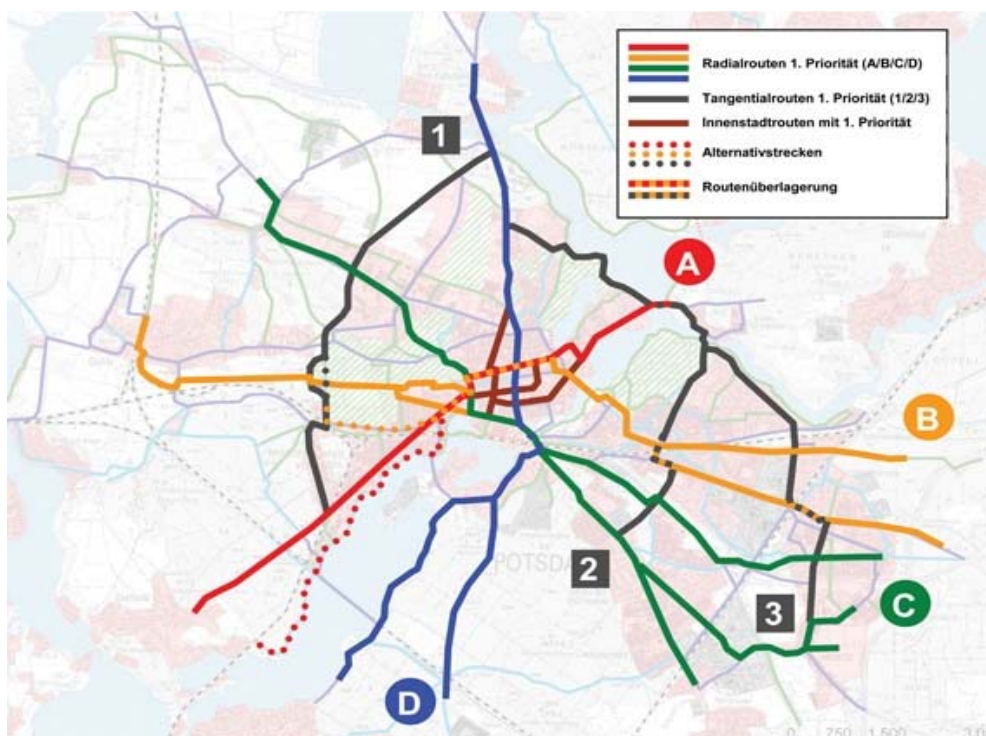 Radialrouten 1. Priorität (A/B/C/D)
Tangentialrouten 1. Priorität (1/2/3)
Innenstadtrouten mit 1. Priorität
Alternativstrecken
Routenüberlagerung
1
A
B
POTSDA
2
3
C
D
0 750 1.500